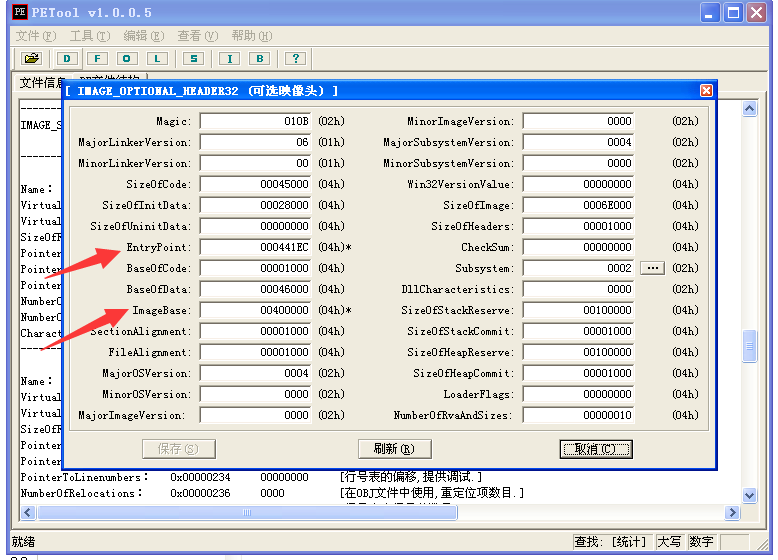 PETool v1.0.0.5
文件(F) 工具(T) 编辑(E) 查看(V) 帮助(H)
D F O L S I B ?
文件信息
[ IMAGE_OPTIONAL_HEADER32 (可选映像头) ]
Magic: 010B (02h) MinorImageVersion: 0000 (02h)
MajorLinkerVersion: 06 (01h) MajorSubsystemVersion: 0004 (02h)
MinorLinkerVersion: 00 (01h) MinorSubsystemVersion: 0000 (02h)
SizeOfCode: 00045000 (04h) Win32VersionValue: 00000000 (04h)
SizeOfInitData: 00028000 (04h) SizeOfImage: 0006E000 (04h)
SizeOfUninitData: 00000000 (04h) SizeOfHeaders: 00001000 (04h)
EntryPoint: 000441EC (04h)* CheckSum: 00000000 (04h)
BaseOfCode: 00001000 (04h) Subsystem: 0002 ... (02h)
BaseOfData: 00046000 (04h) DllCharacteristics: 0000 (02h)
ImageBase: 00400000 (04h)* SizeOfStackReserve: 00100000 (04h)
SectionAlignment: 00001000 (04h) SizeOfStackCommit: 00001000 (04h)
FileAlignment: 00001000 (04h) SizeOfHeapReserve: 00100000 (04h)
MajorOSVersion: 0004 (02h) SizeOfHeapCommit: 00001000 (04h)
MinorOSVersion: 0000 (02h) LoaderFlags: 00000000 (04h)
MajorImageVersion: 0000 (02h) NumberOfRvaAndSizes: 00000010 (04h)
保存(S) 刷新(R) 取消(C)
IMAGE_S
Name:
Virtual
Virtual
SizeOfR
Pointer
Pointer
Pointer
NumberO
NumberO
Charact
Name:
Virtual
Virtual
SizeOfR
Pointer
Pointer
PointerToLinenumbers: 0x00000234 00000000 [行号表的偏移,提供调试.]
NumberOfRelocations: 0x00000236 0000 [在OBJ文件中使用,重定位项数目.]
就绪 查找: [统计] 大写 数字